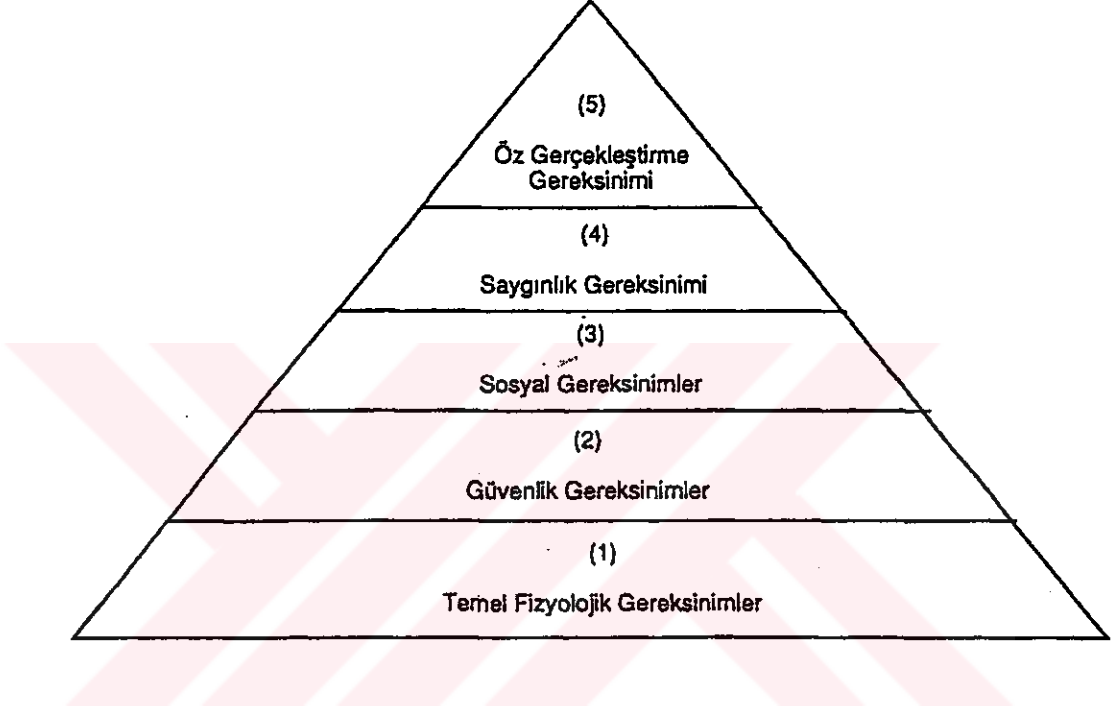 (5)
Öz Gerçekleştirme
Gereksinimi
(4)
Saygınlık Gereksinimi
(3)
Sosyal Gereksinimler
(2)
Güvenlik Gereksinimler
(1)
Temel Fizyolojik Gereksinimler